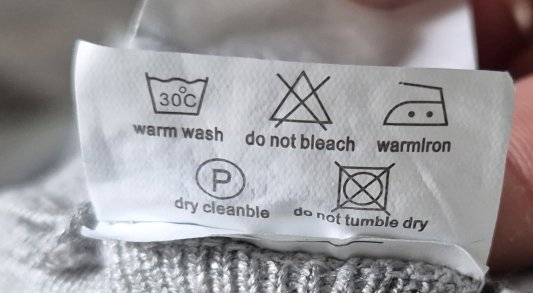 30°C
warm wash do not bleach warmIron
P
dry cleanble do not tumble dry